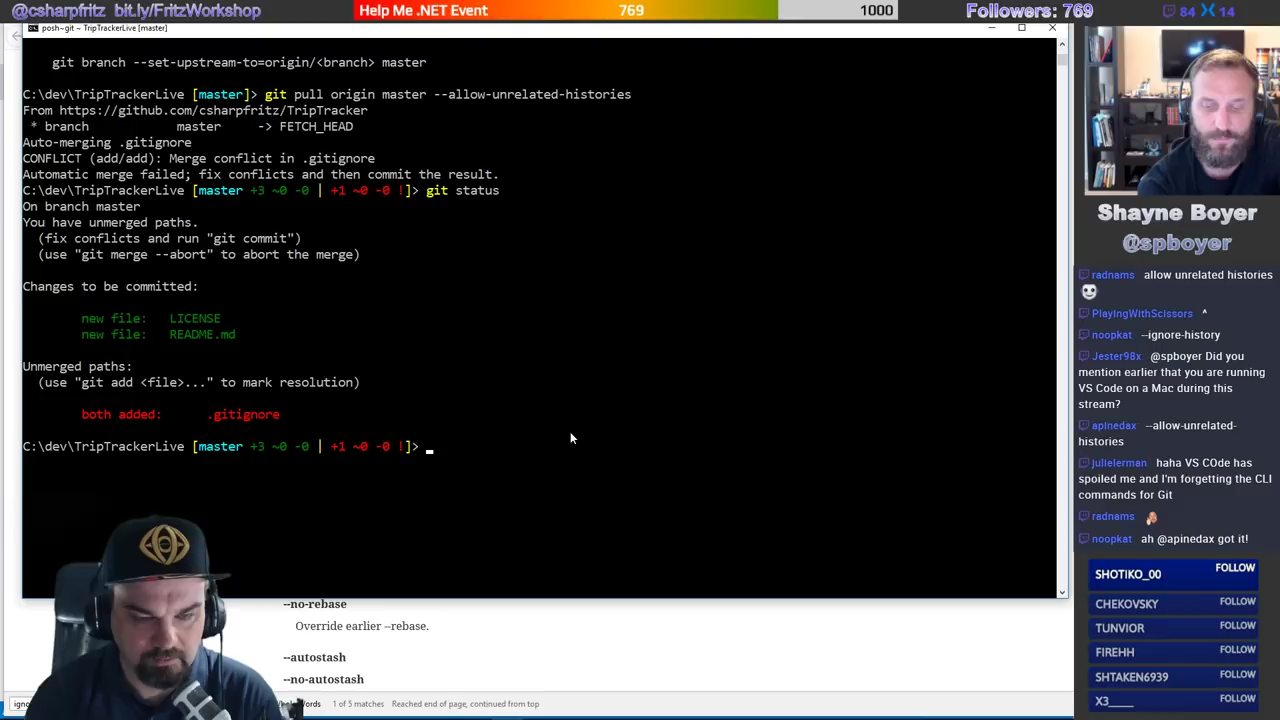 @csharpfritz bit.ly/FritzWorkshop
Help Me .NET Event
769
1000
Followers: 769
84
14
posh~git ~ TripTrackerLive [master]
git branch --set-upstream-to=origin/<branch> master
C:\dev\TripTrackerLive [master]> git pull origin master --allow-unrelated-histories
From https://github.com/csharpfritz/TripTracker
* branch master -> FETCH_HEAD
Auto-merging .gitignore
CONFLICT (add/add): Merge conflict in .gitignore
Automatic merge failed; fix conflicts and then commit the result.
C:\dev\TripTrackerLive [master +3 ~0 -0 | +1 ~0 -0 !]> git status
On branch master
You have unmerged paths.
(fix conflicts and run "git commit")
(use "git merge --abort" to abort the merge)
Changes to be committed:
new file: LICENSE
new file: README.md
Unmerged paths:
(use "git add <file>..." to mark resolution)
both added: .gitignore
C:\dev\TripTrackerLive [master +3 ~0 -0 | +1 ~0 -0 !]>
--no-rebase
Override earlier --rebase.
--autostash
--no-autostash
1 of 5 matches
Reached end of page, continued from top
Shayne Boyer
@spboyer
radnams allow unrelated histories
PlayingWithScissors ^
noopkat --ignore-history
Jester98x @spboyer Did you
mention earlier that you are running
VS Code on a Mac during this
stream?
apinedax --allow-unrelated-
histories
julielerman haha VS COde has
spoiled me and I'm forgetting the CLI
commands for Git
radnams
noopkat ah @apinedax got it!
SHOTIKO_00 FOLLOW
CHEKOVSKY FOLLOW
TUNVIOR FOLLOW
FIREHH FOLLOW
SHTAKEN6939 FOLLOW
X3____ FOLLOW